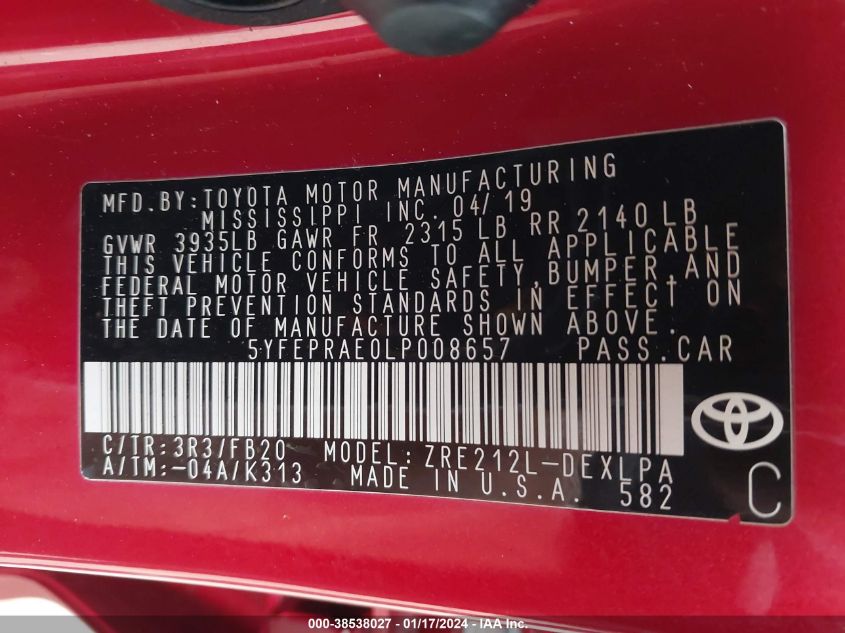 MFD.BY:TOYOTA MOTOR MANUFACTURING
MISSISSIPPI INC. 04/19
GVWR 3935LB GAWR FR 2315 LB RR 2140 LB
THIS VEHICLE CONFORMS TO ALL APPLICABLE
FEDERAL MOTOR VEHICLE SAFETY,BUMPER,AND
THEFT PREVENTION STANDARDS IN EFFECT ON
THE DATE OF MANUFACTURE SHOWN ABOVE.
5YFEPRAE0LP008657 PASS.CAR
C/TR:3R3/FB20 MODEL:ZRE212L-DEXLPA
A/TM:-04A/K313 MADE IN U.S.A. 582
C
000-38538027 - 01/17/2024 - IAAI.COM